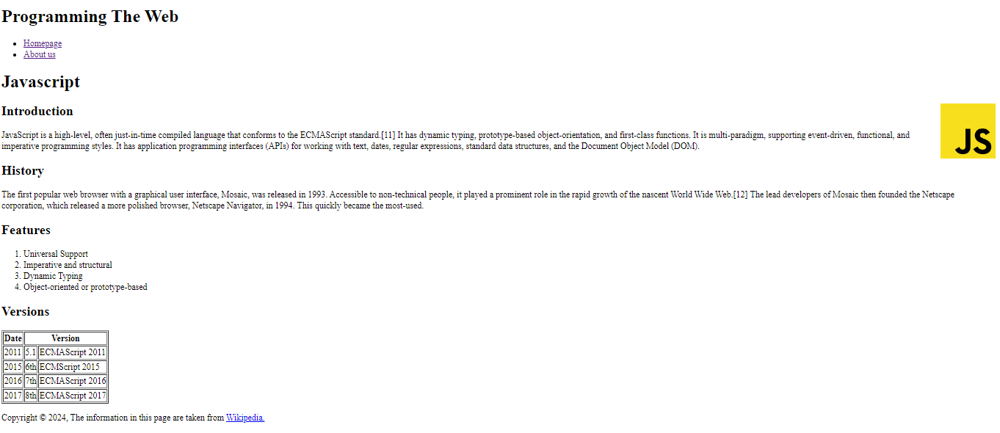 Programming The Web
Homepage
About us
Javascript
Introduction
JS
JavaScript is a high-level, often just-in-time compiled language that conforms to the ECMAScript standard.[11] It has dynamic typing, prototype-based object-orientation, and first-class functions. It is multi-paradigm, supporting event-driven, functional, and
imperative programming styles. It has application programming interfaces (APIs) for working with text, dates, regular expressions, standard data structures, and the Document Object Model (DOM).
History
The first popular web browser with a graphical user interface, Mosaic, was released in 1993. Accessible to non-technical people, it played a prominent role in the rapid growth of the nascent World Wide Web.[12] The lead developers of Mosaic then founded the Netscape
corporation, which released a more polished browser, Netscape Navigator, in 1994. This quickly became the most-used.
Features
1. Universal Support
2. Imperative and structural
3. Dynamic Typing
4. Object-oriented or prototype-based
Versions
Date Version
2011 5.1 ECMAScript 2011
2015 6th ECMScript 2015
2016 7th ECMAScript 2016
2017 8th ECMAScript 2017
Copyright © 2024, The information in this page are taken from Wikipedia.